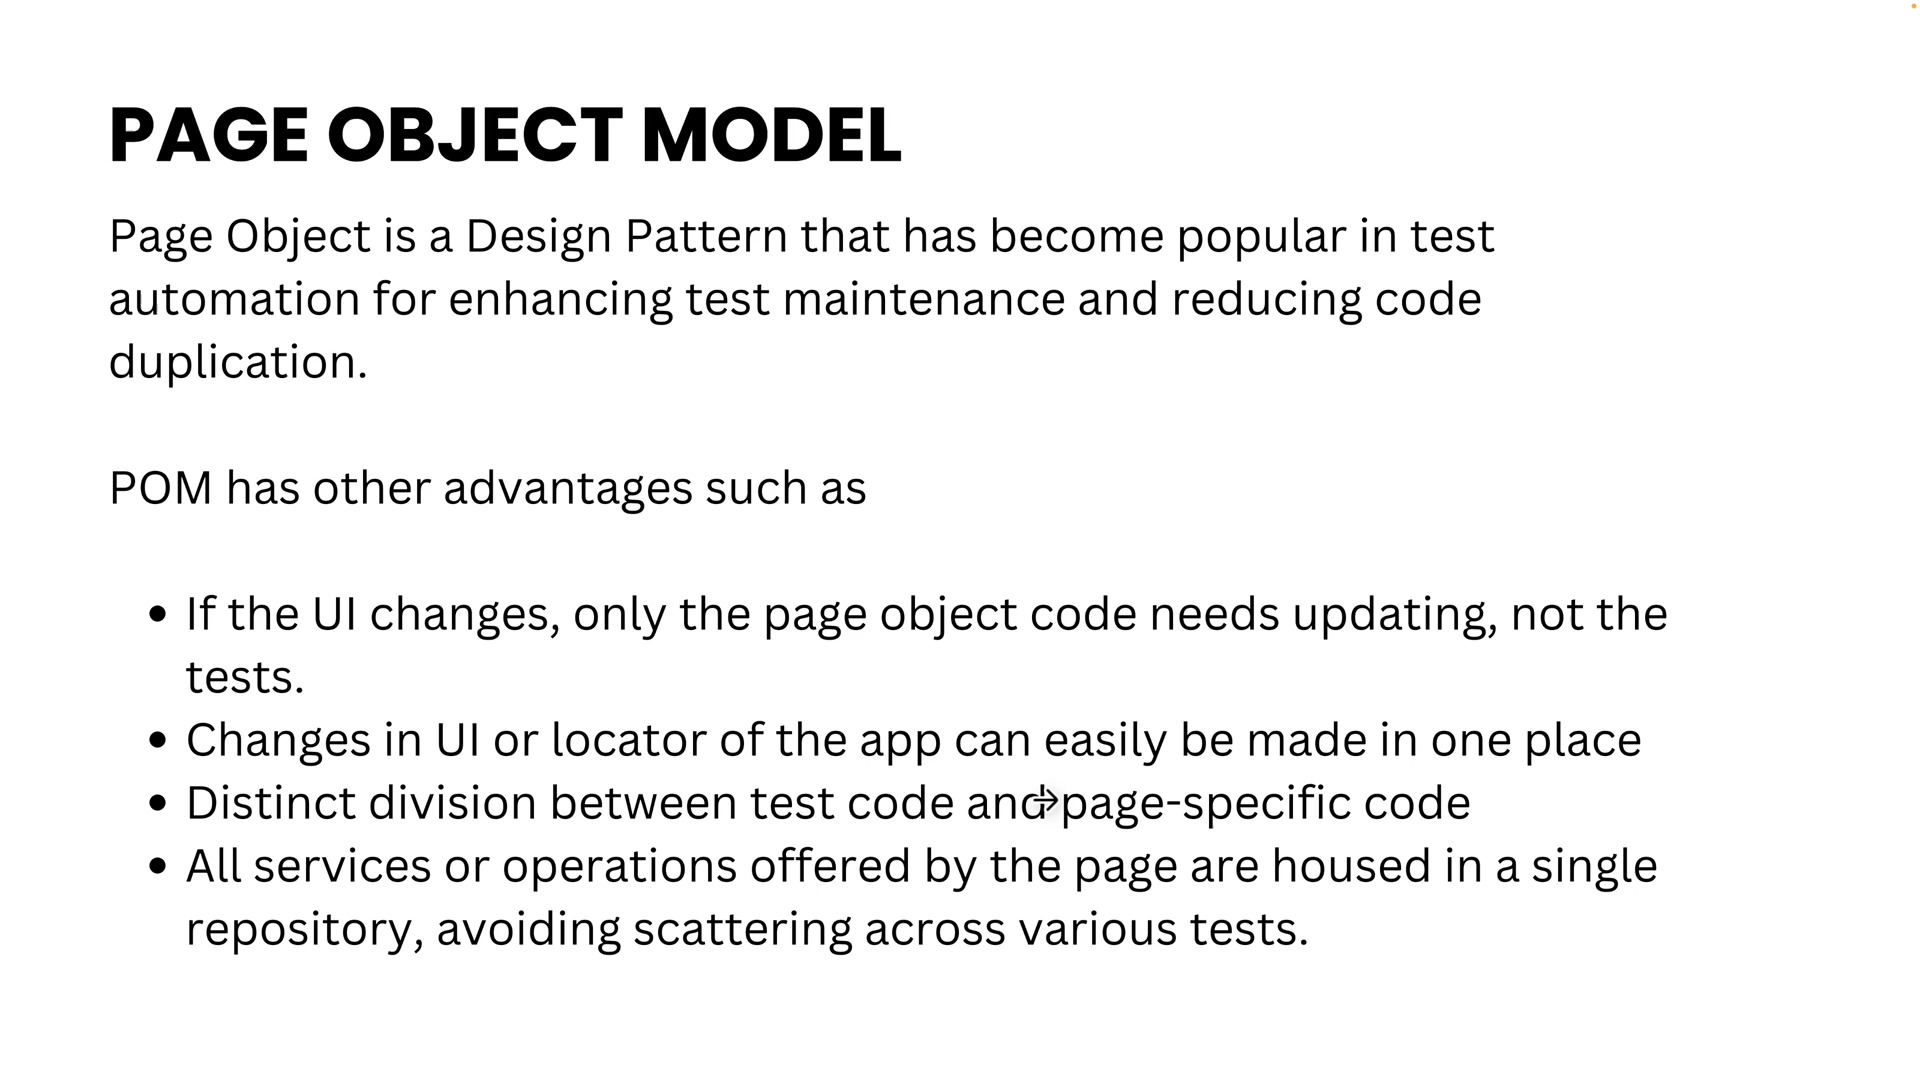 PAGE OBJECT MODEL
Page Object is a Design Pattern that has become popular in test
automation for enhancing test maintenance and reducing code
duplication.
POM has other advantages such as
• If the UI changes, only the page object code needs updating, not the
tests.
• Changes in UI or locator of the app can easily be made in one place
• Distinct division between test code and page-specific code
• All services or operations offered by the page are housed in a single
repository, avoiding scattering across various tests.